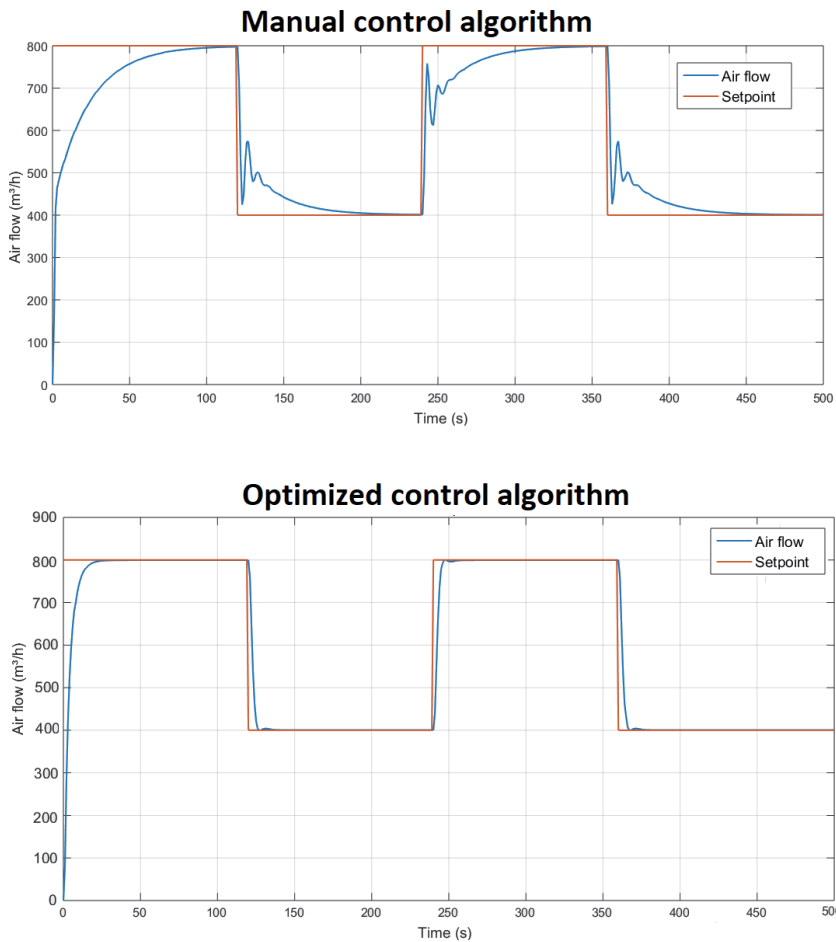 Manual control algorithm
800
700
600
500
400
300
200
100
0
Air flow (m³/h)
Air flow
Setpoint
0 50 100 150 200 250 300 350 400 450 500
Time (s)
Optimized control algorithm
900
800
700
600
500
400
300
200
100
0
Air flow (m³/h)
Air flow
Setpoint
0 50 100 150 200 250 300 350 400 450 500
Time (s)